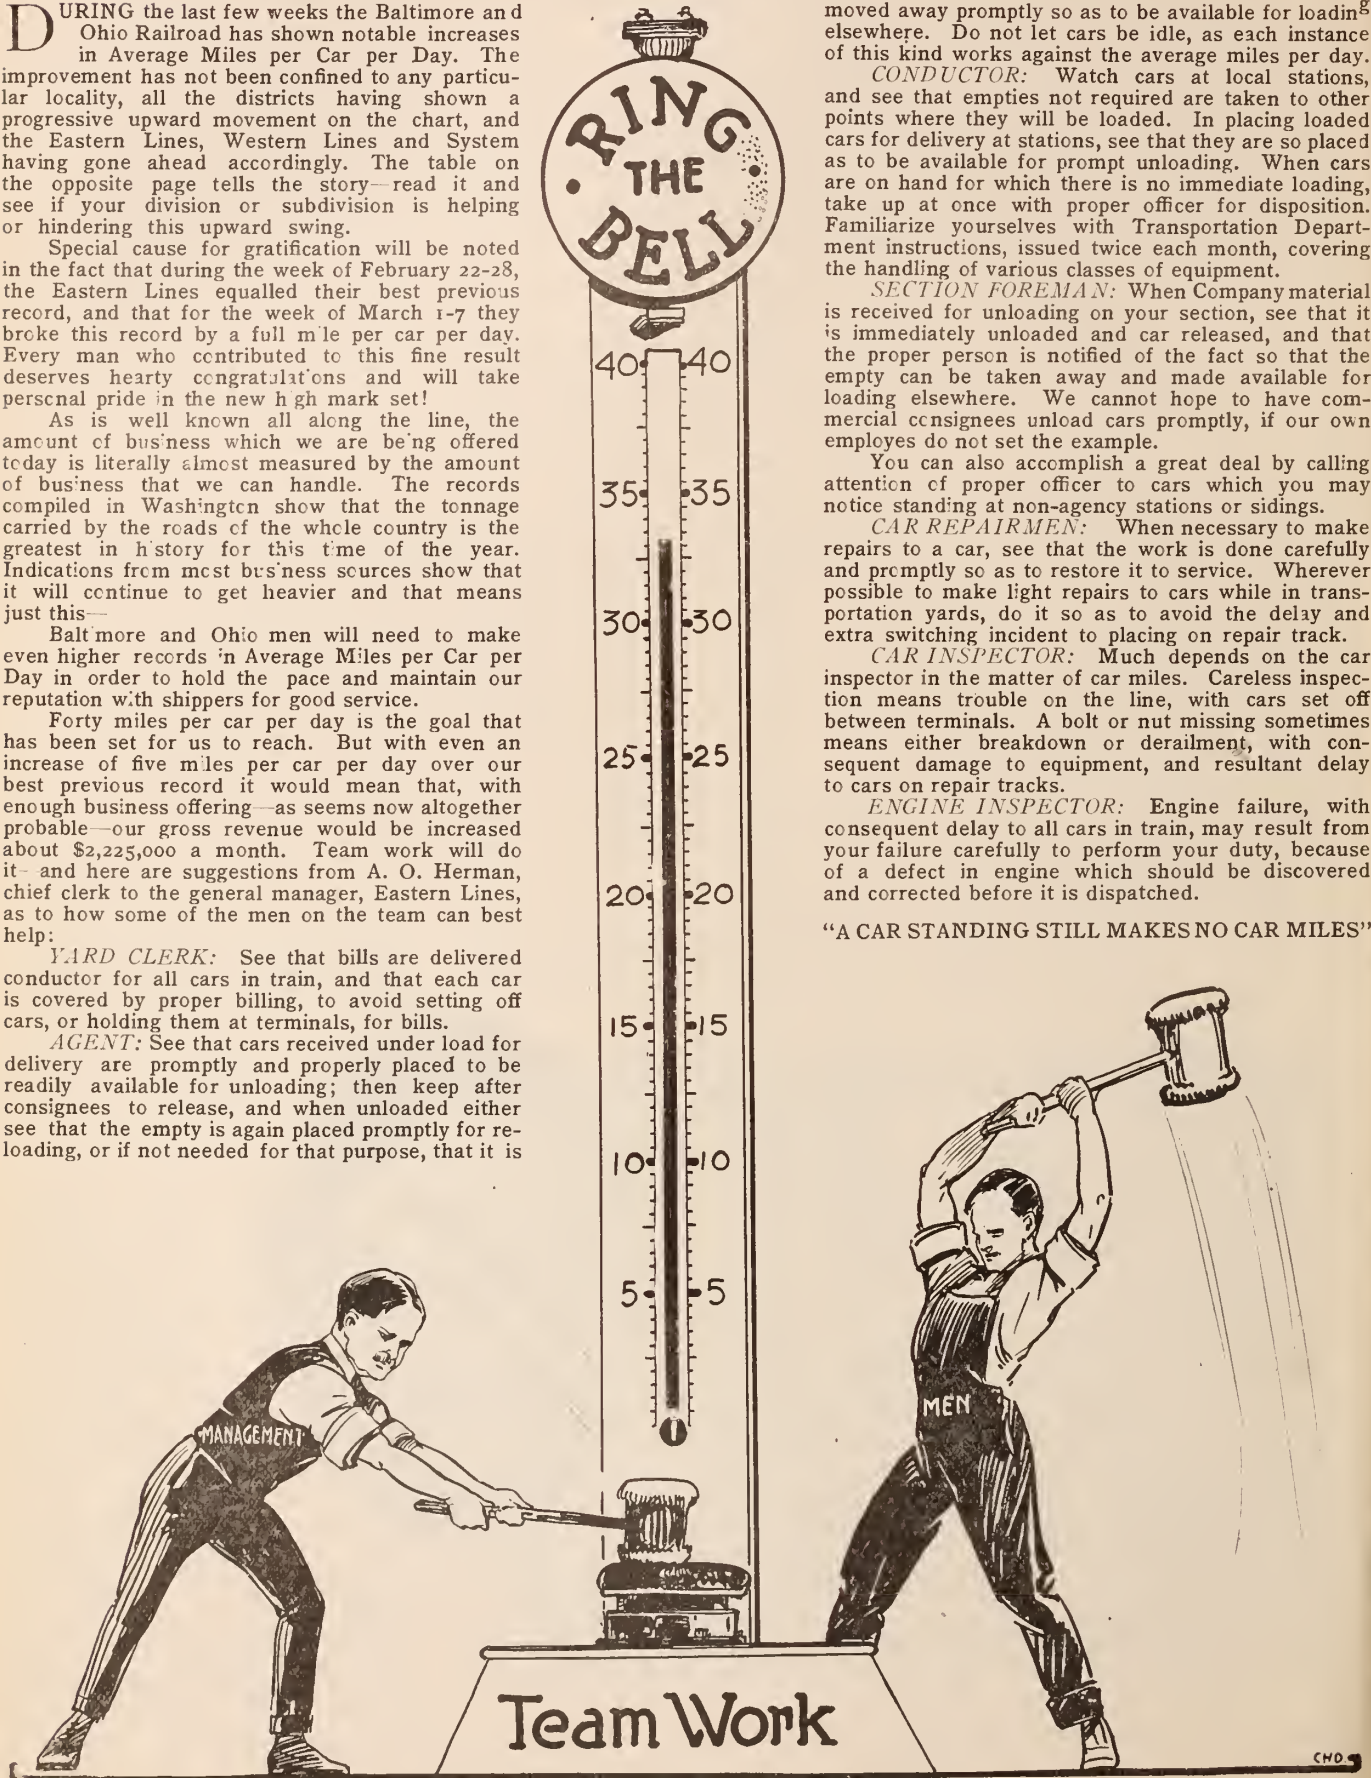 DURING the last few weeks the Baltimore and
Ohio Railroad has shown notable increases
in Average Miles per Car per Day. The
improvement has not been confined to any particu-
lar locality, all the districts having shown a
progressive upward movement on the chart, and
the Eastern Lines, Western Lines and System
having gone ahead accordingly. The table on
the opposite page tells the story—read it and
see if your division or subdivision is helping
or hindering this upward swing.
Special cause for gratification will be noted
in the fact that during the week of February 22-28,
the Eastern Lines equalled their best previous
record, and that for the week of March 1-7 they
broke this record by a full mile per car per day.
Every man who contributed to this fine result
deserves hearty congratulations and will take
personal pride in the new high mark set!
As is well known all along the line, the
amount of business which we are being offered
today is literally almost measured by the amount
of business that we can handle. The records
compiled in Washington show that the tonnage
carried by the roads of the whole country is the
greatest in history for this time of the year.
Indications from most business sources show that
it will continue to get heavier and that means
just this—
Baltimore and Ohio men will need to make
even higher records in Average Miles per Car per
Day in order to hold the pace and maintain our
reputation with shippers for good service.
Forty miles per car per day is the goal that
has been set for us to reach. But with even an
increase of five miles per car per day over our
best previous record it would mean that, with
enough business offering—as seems now altogether
probable—our gross revenue would be increased
about $2,225,000 a month. Team work will do
it—and here are suggestions from A. O. Herman,
chief clerk to the general manager, Eastern Lines,
as to how some of the men on the team can best
help:
YARD CLERK: See that bills are delivered
conductor for all cars in train, and that each car
is covered by proper billing, to avoid setting off
cars, or holding them at terminals, for bills.
AGENT: See that cars received under load for
delivery are promptly and properly placed to be
readily available for unloading; then keep after
consignees to release, and when unloaded either
see that the empty is again placed promptly for re-
loading, or if not needed for that purpose, that it is
moved away promptly so as to be available for loading
elsewhere. Do not let cars be idle, as each instance
of this kind works against the average miles per day.
CONDUCTOR: Watch cars at local stations,
and see that empties not required are taken to other
points where they will be loaded. In placing loaded
cars for delivery at stations, see that they are so placed
as to be available for prompt unloading. When cars
are on hand for which there is no immediate loading,
take up at once with proper officer for disposition.
Familiarize yourselves with Transportation Depart-
ment instructions, issued twice each month, covering
the handling of various classes of equipment.
SECTION FOREMAN: When Company material
is received for unloading on your section, see that it
is immediately unloaded and car released, and that
the proper person is notified of the fact so that the
empty can be taken away and made available for
loading elsewhere. We cannot hope to have com-
mercial consignees unload cars promptly, if our own
employes do not set the example.
You can also accomplish a great deal by calling
attention of proper officer to cars which you may
notice standing at non-agency stations or sidings.
CAR REPAIRMEN: When necessary to make
repairs to a car, see that the work is done carefully
and promptly so as to restore it to service. Wherever
possible to make light repairs to cars while in trans-
portation yards, do it so as to avoid the delay and
extra switching incident to placing on repair track.
CAR INSPECTOR: Much depends on the car
inspector in the matter of car miles. Careless inspec-
tion means trouble on the line, with cars set off
between terminals. A bolt or nut missing sometimes
means either breakdown or derailment, with con-
sequent damage to equipment, and resultant delay
to cars on repair tracks.
ENGINE INSPECTOR: Engine failure, with
consequent delay to all cars in train, may result from
your failure carefully to perform your duty, because
of a defect in engine which should be discovered
and corrected before it is dispatched.
"A CAR STANDING STILL MAKES NO CAR MILES"
RING
THE
BELL
40 40
35 35
30 30
25 25
20 20
15 15
10 10
5 5
MANAGEMENT
MEN
Team Work
CHO